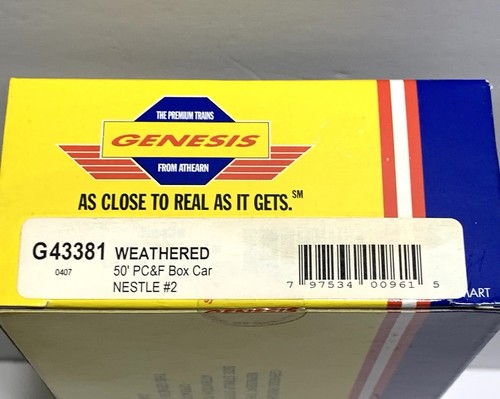 THE PREMIUM TRAINS
GENESIS
FROM ATHEARN
AS CLOSE TO REAL AS IT GETS.℠
G43381 WEATHERED
0407
50' PC&F Box Car
NESTLE #2
7 97534 00961 5